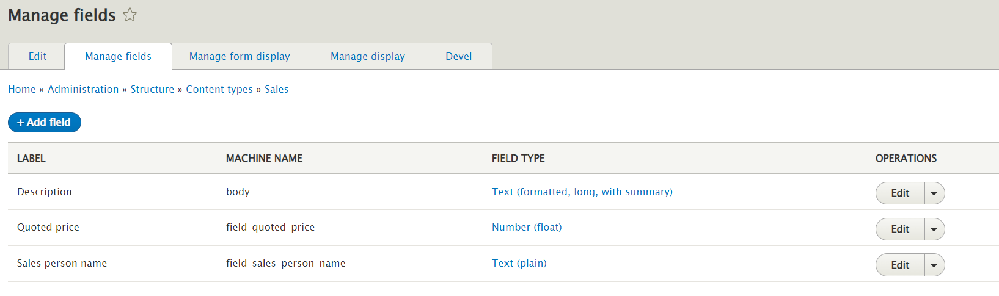 Manage fields
Edit Manage fields Manage form display Manage display Devel
Home » Administration » Structure » Content types » Sales
+ Add field
LABEL MACHINE NAME FIELD TYPE OPERATIONS
Description body Text (formatted, long, with summary) Edit
Quoted price field_quoted_price Number (float) Edit
Sales person name field_sales_person_name Text (plain) Edit